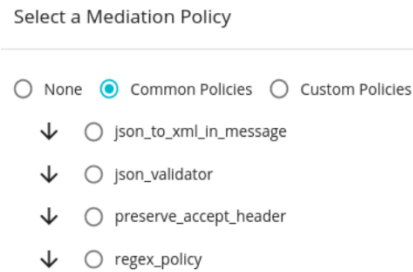 Select a Mediation Policy
None Common Policies Custom Policies
json_to_xml_in_message
json_validator
preserve_accept_header
regex_policy